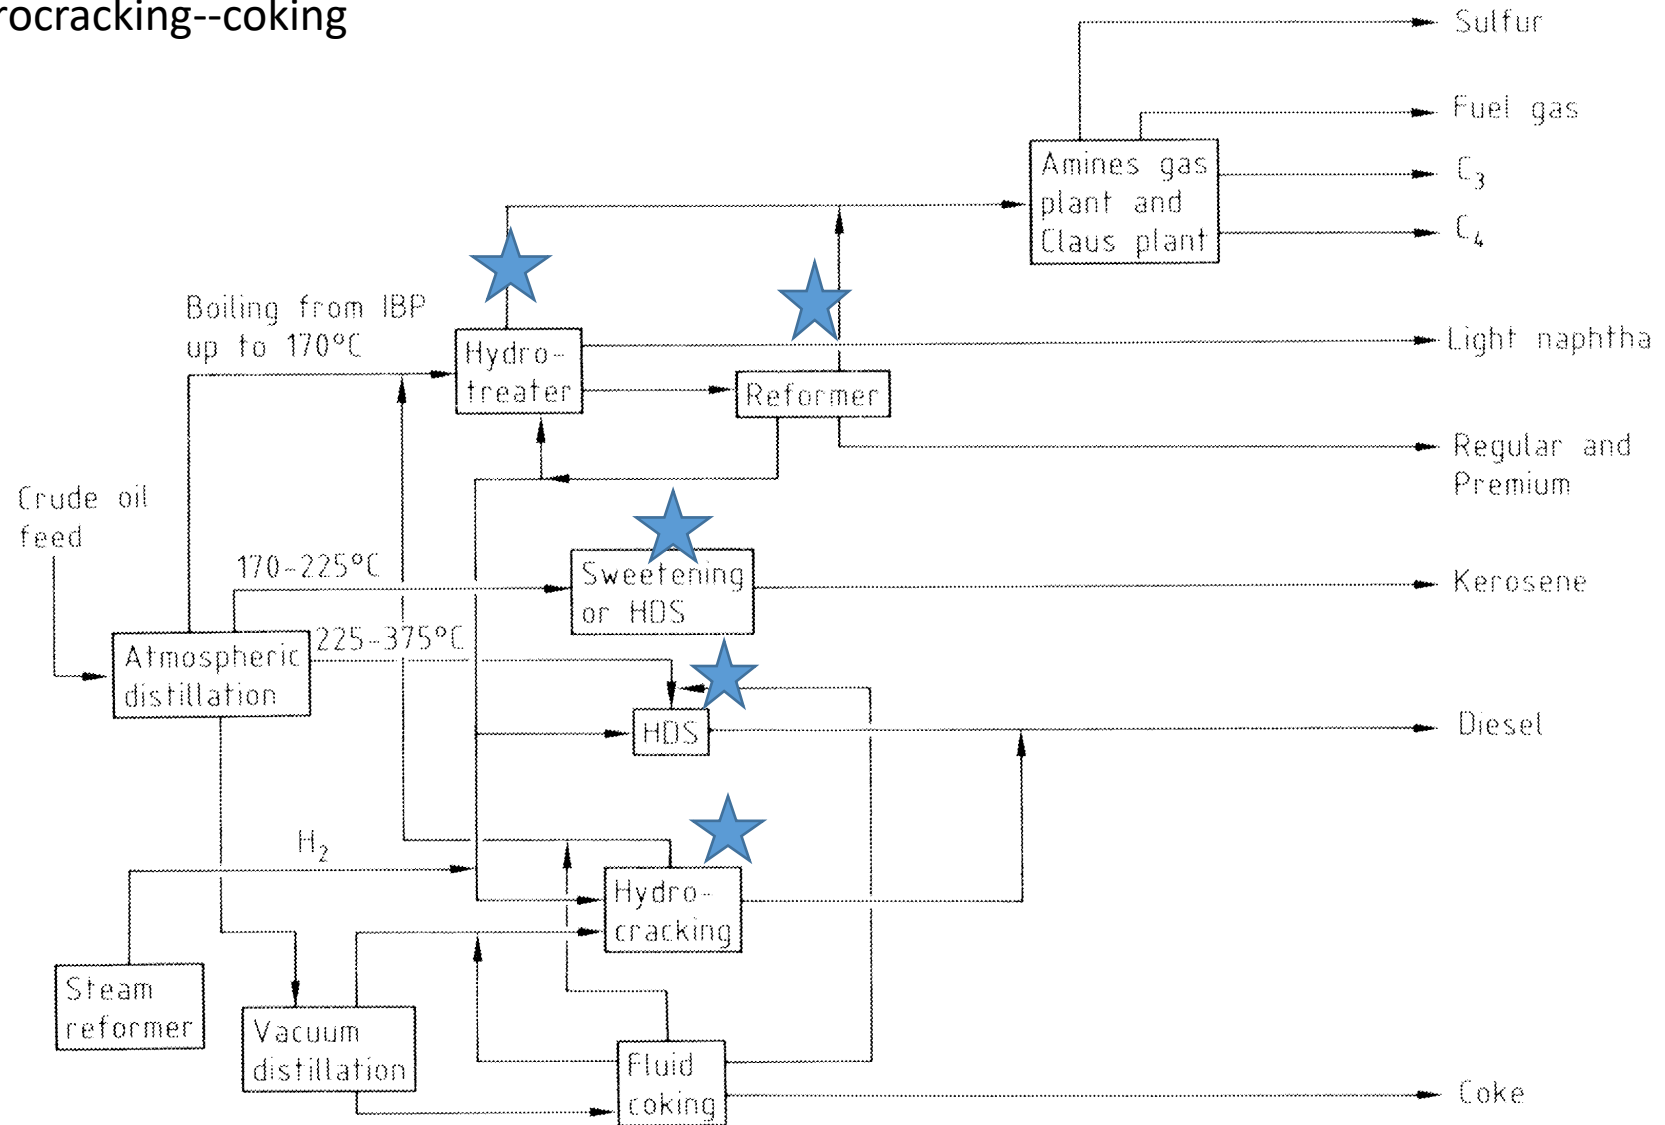 rocracking--coking
Sulfur
Fuel gas
Amines gas
plant and
Claus plant
C₃
C₄
Boiling from IBP
up to 170°C
Hydro-
treater
Light naphtha
Reformer
Regular and
Premium
Crude oil
feed
170-225°C
Sweetening
or HDS
Kerosene
225-375°C
Atmospheric
distillation
HDS
Diesel
H₂
Hydro-
cracking
Steam
reformer
Vacuum
distillation
Fluid
coking
Coke